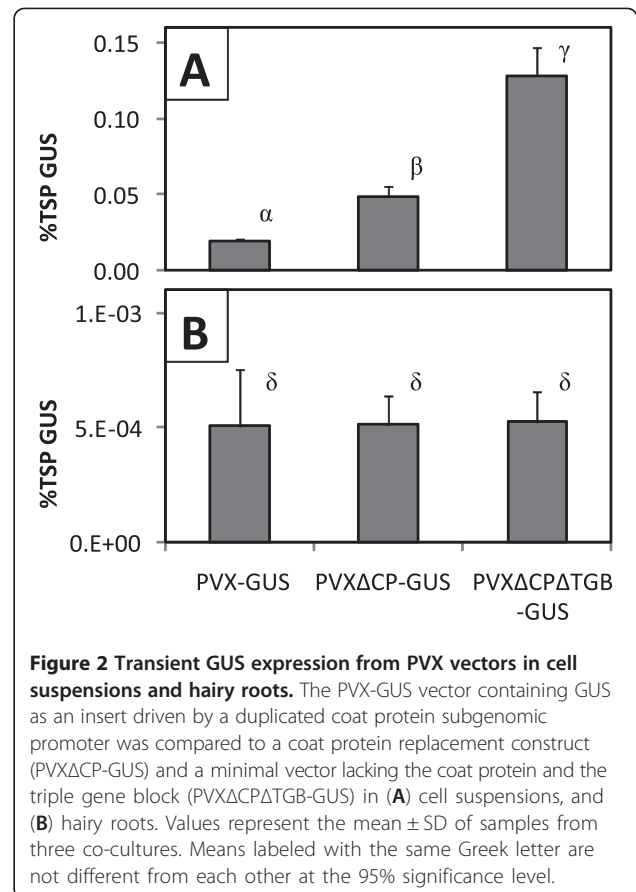 0.15
A
γ
0.10
%TSP GUS
β
0.05
α
0.00
1.E-03
B
δ δ δ
%TSP GUS
5.E-04
0.E+00
PVX-GUS PVXΔCP-GUS PVXΔCPΔTGB
-GUS
Figure 2 Transient GUS expression from PVX vectors in cell
suspensions and hairy roots. The PVX-GUS vector containing GUS
as an insert driven by a duplicated coat protein subgenomic
promoter was compared to a coat protein replacement construct
(PVXΔCP-GUS) and a minimal vector lacking the coat protein and the
triple gene block (PVXΔCPΔTGB-GUS) in (A) cell suspensions, and
(B) hairy roots. Values represent the mean ± SD of samples from
three co-cultures. Means labeled with the same Greek letter are
not different from each other at the 95% significance level.